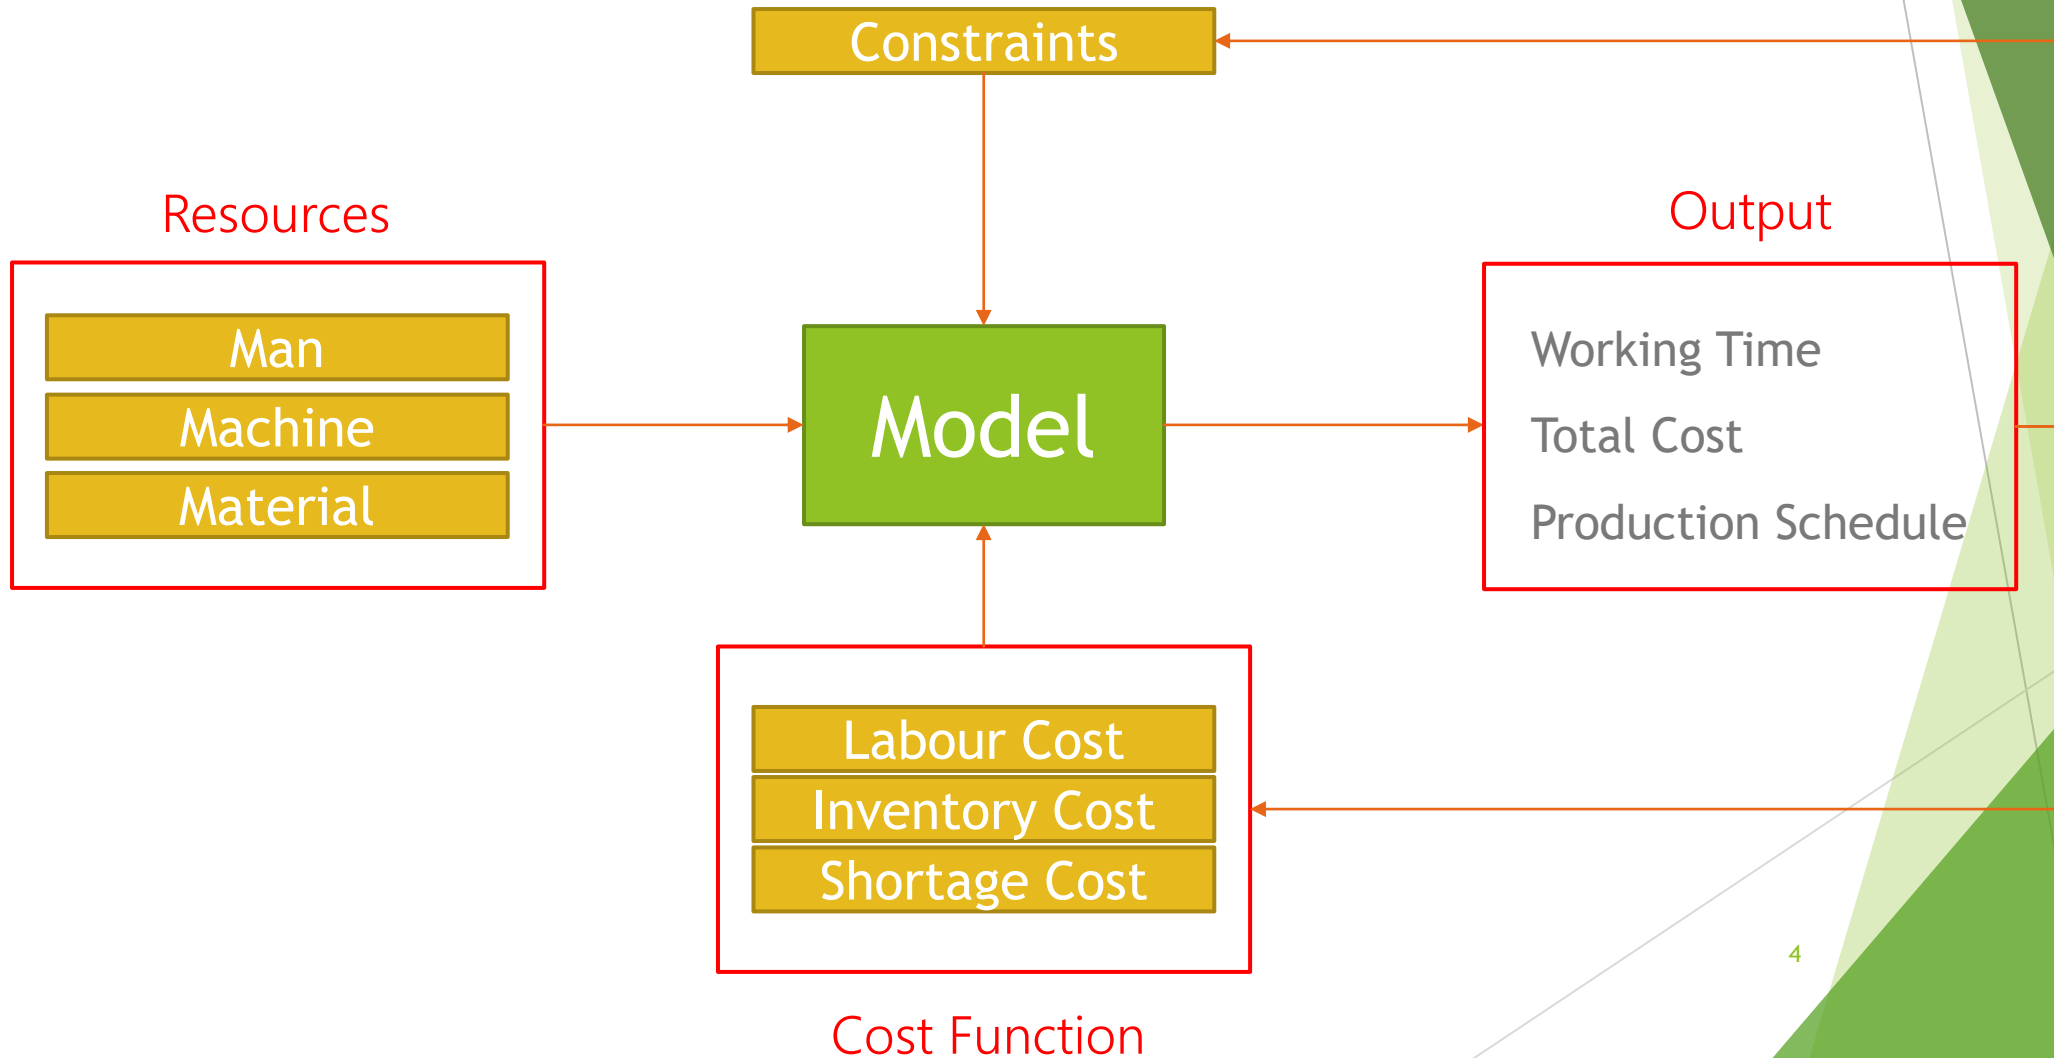 Constraints
Resources
Man
Machine
Material
Model
Output
Working Time
Total Cost
Production Schedule
Labour Cost
Inventory Cost
Shortage Cost
Cost Function
4